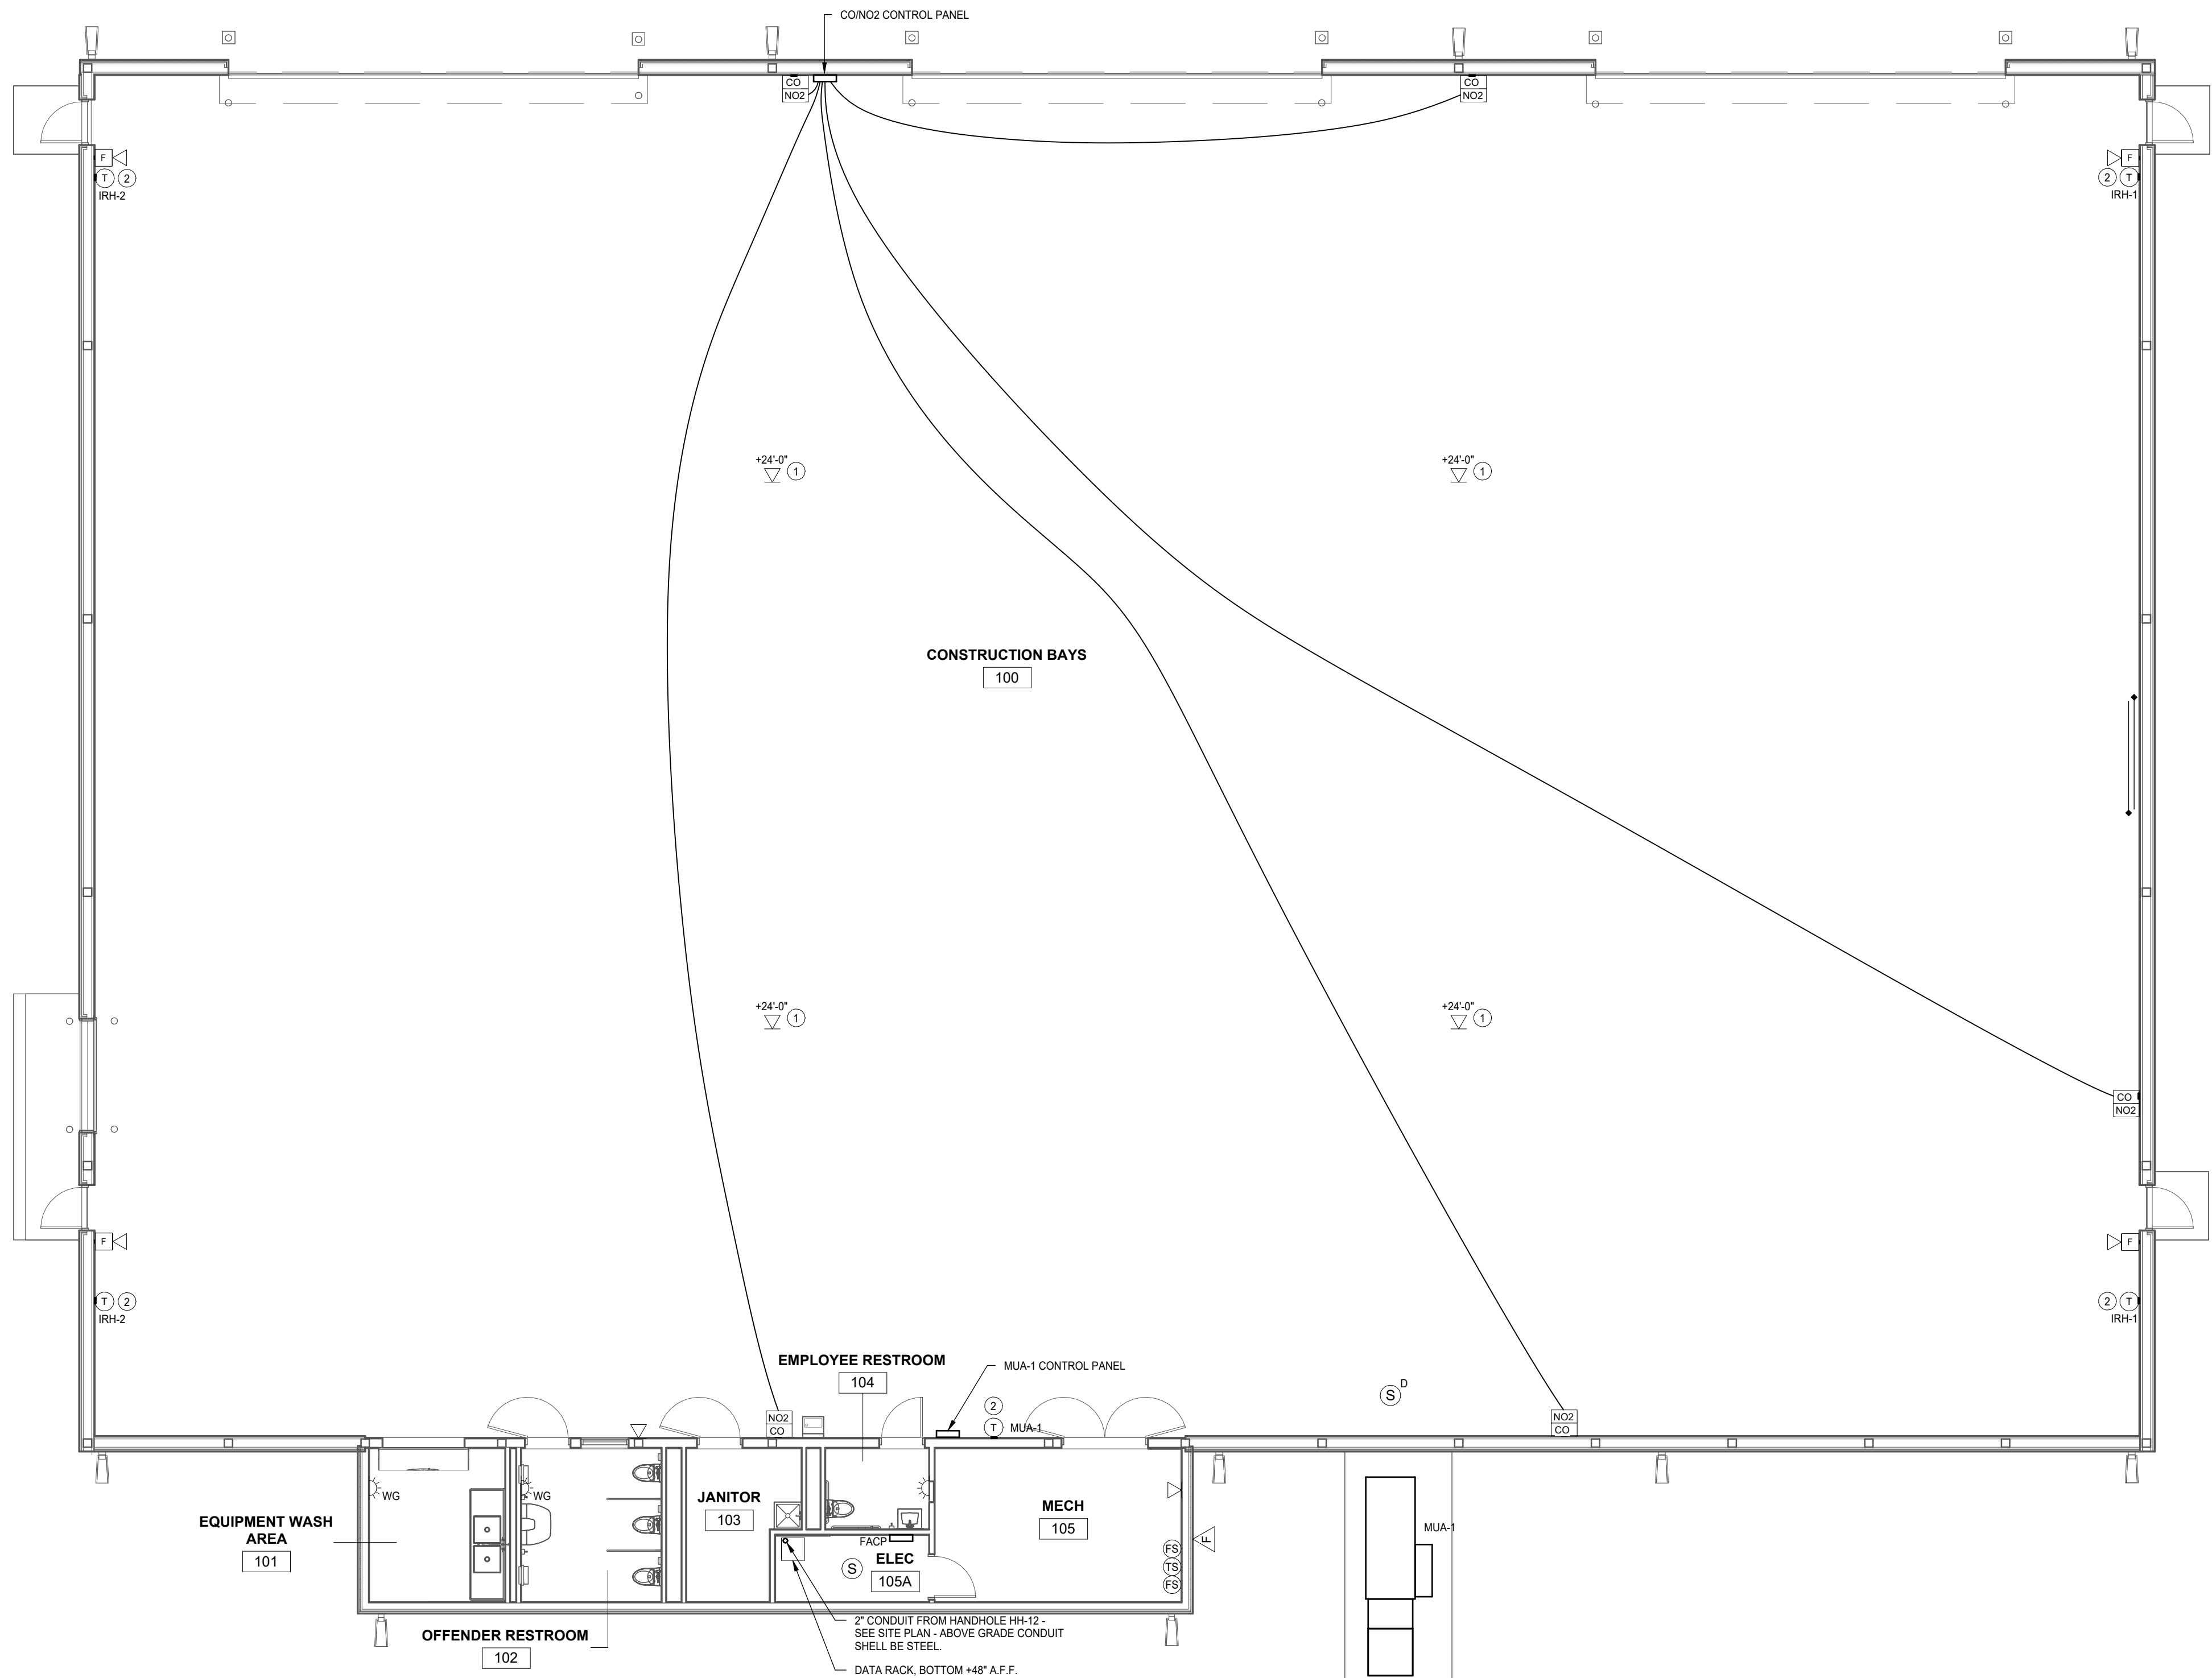 CO/NO2 CONTROL PANEL
CO
NO2
CO
NO2
F
T 2
IRH-2
F
2 T
IRH-1
+24'-0"
1
+24'-0"
1
CONSTRUCTION BAYS
100
+24'-0"
1
+24'-0"
1
CO
NO2
F
F
T 2
IRH-2
2 T
IRH-1
EMPLOYEE RESTROOM
104
MUA-1 CONTROL PANEL
S D
NO2
CO
2
T MUA-1
NO2
CO
WG
WG
JANITOR
103
MECH
105
EQUIPMENT WASH
AREA
101
MUA-1
F
FACP
ELEC
105A
S
FS
TS
FS
2" CONDUIT FROM HANDHOLE HH-12 -
SEE SITE PLAN - ABOVE GRADE CONDUIT
SHELL BE STEEL.
OFFENDER RESTROOM
102
DATA RACK, BOTTOM +48" A.F.F.